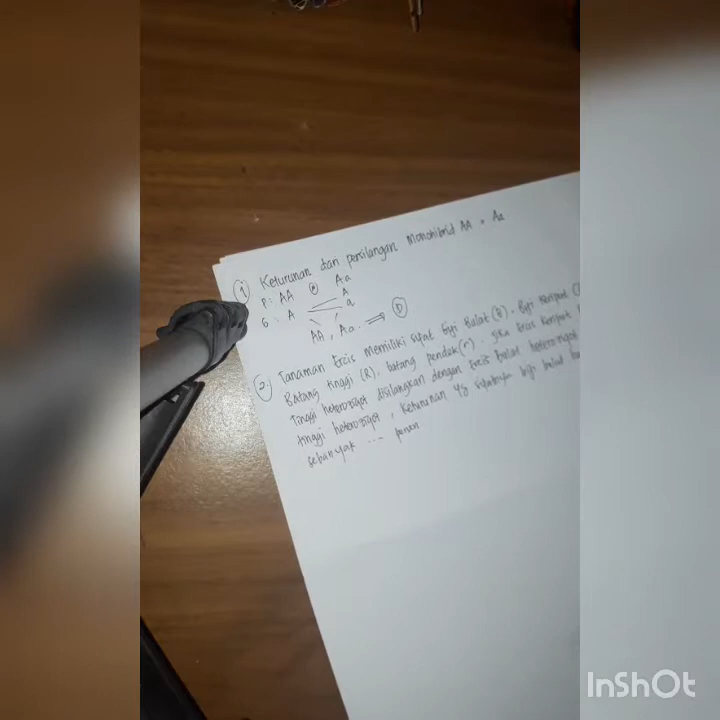 1 Keturunan dari persilangan Monohibrid AA × Aa
P : AA ⊗ Aa
G : A A
a
AA , Aa ⇒ D
2. Tanaman Ercis memiliki sifat Biji Bulat (B), Biji keriput
Batang tinggi (R), batang pendek (r). Jika Ercis keriput
Tinggi heterozigot disilangkan dengan Ercis bulat heterozigot
tinggi heterozigot, keturunan yg sifatnya biji bulat
sebanyak ... persen
InShOt